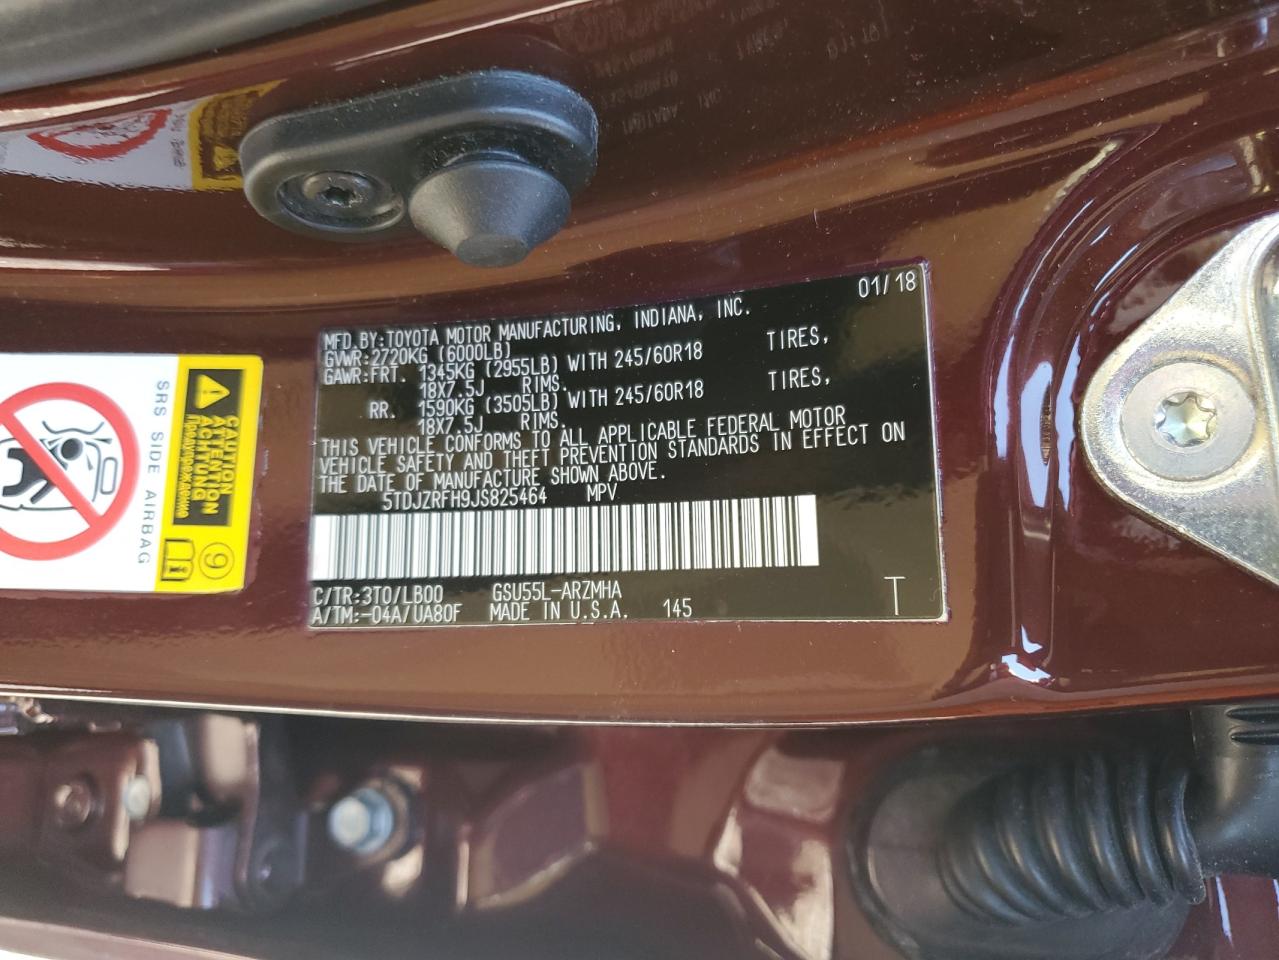 MFD.BY:TOYOTA MOTOR MANUFACTURING, INDIANA, INC. 01/18
GVWR:2720KG (6000LB)
GAWR:FRT. 1345KG (2955LB) WITH 245/60R18 TIRES,
18X7.5J RIMS.
RR. 1590KG (3505LB) WITH 245/60R18 TIRES,
18X7.5J RIMS.
THIS VEHICLE CONFORMS TO ALL APPLICABLE FEDERAL MOTOR
VEHICLE SAFETY AND THEFT PREVENTION STANDARDS IN EFFECT ON
THE DATE OF MANUFACTURE SHOWN ABOVE.
5TDJZRFH9JS825464 MPV
C/TR:3T0/LB00 GSU55L-ARZMHA
A/TM:-04A/UA80F MADE IN U.S.A. 145 T
SRS SIDE AIRBAG
CAUTION
ATTENTION
ACHTUNG
Предупреждение
9